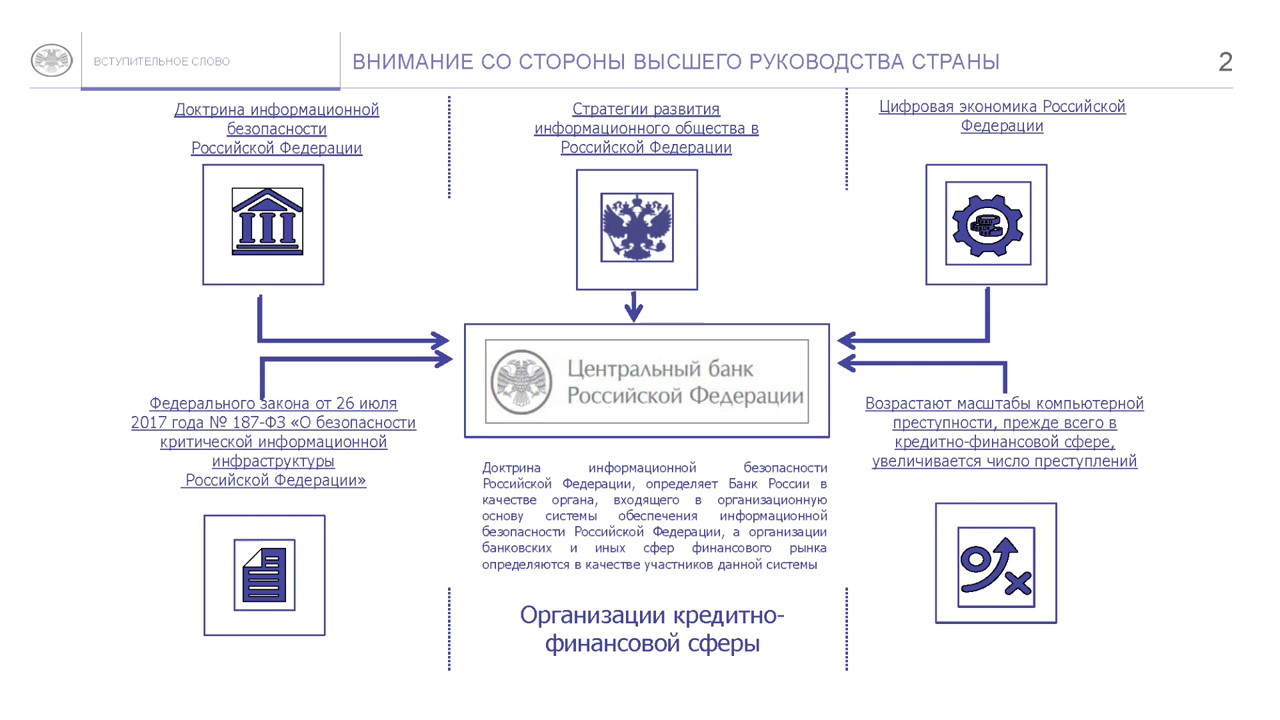 ВСТУПИТЕЛЬНОЕ СЛОВО
ВНИМАНИЕ СО СТОРОНЫ ВЫСШЕГО РУКОВОДСТВА СТРАНЫ
2
Доктрина информационной
безопасности
Российской Федерации
Стратегии развития
информационного общества в
Российской Федерации
Цифровая экономика Российской
Федерации
Центральный банк
Российской Федерации
Федерального закона от 26 июля
2017 года № 187-ФЗ «О безопасности
критической информационной
инфраструктуры
Российской Федерации»
Доктрина информационной безопасности
Российской Федерации, определяет Банк России в
качестве органа, входящего в организационную
основу системы обеспечения информационной
безопасности Российской Федерации, а организации
банковских и иных сфер финансового рынка
определяются в качестве участников данной системы
Организации кредитно-
финансовой сферы
Возрастают масштабы компьютерной
преступности, прежде всего в
кредитно-финансовой сфере,
увеличивается число преступлений